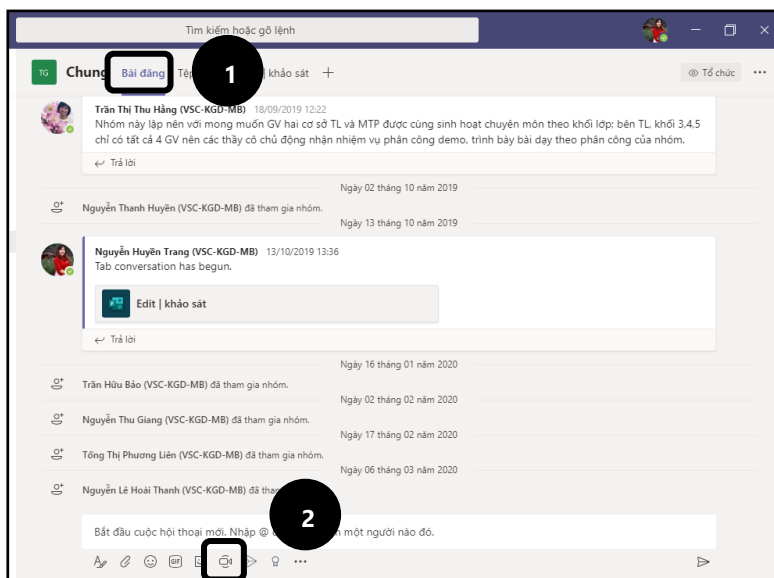 Tìm kiếm hoặc gõ lệnh
TG Chung Bài đăng Tệp 1 | khảo sát + Tổ chức
Trần Thị Thu Hằng (VSC-KGD-MB) 18/09/2019 12:22
Nhóm này lập nên với mong muốn GV hai cơ sở TL và MTP được cùng sinh hoạt chuyên môn theo khối lớp; bên TL, khối 3,4,5
chỉ có tất cả 4 GV nên các thầy cô chủ động nhận nhiệm vụ phân công demo, trình bày bài dạy theo phân công của nhóm.
Trả lời
Ngày 02 tháng 10 năm 2019
Nguyễn Thanh Huyền (VSC-KGD-MB) đã tham gia nhóm.
Ngày 13 tháng 10 năm 2019
Nguyễn Huyền Trang (VSC-KGD-MB) 13/10/2019 13:36
Tab conversation has begun.
Edit | khảo sát
Trả lời
Ngày 16 tháng 01 năm 2020
Trần Hữu Bảo (VSC-KGD-MB) đã tham gia nhóm.
Ngày 02 tháng 02 năm 2020
Nguyễn Thu Giang (VSC-KGD-MB) đã tham gia nhóm.
Ngày 17 tháng 02 năm 2020
Tống Thị Phương Liên (VSC-KGD-MB) đã tham gia nhóm.
Ngày 06 tháng 03 năm 2020
Nguyễn Lê Hoài Thanh (VSC-KGD-MB) đã
2
Bắt đầu cuộc hội thoại mới. Nhập @ một người nào đó.
GIF